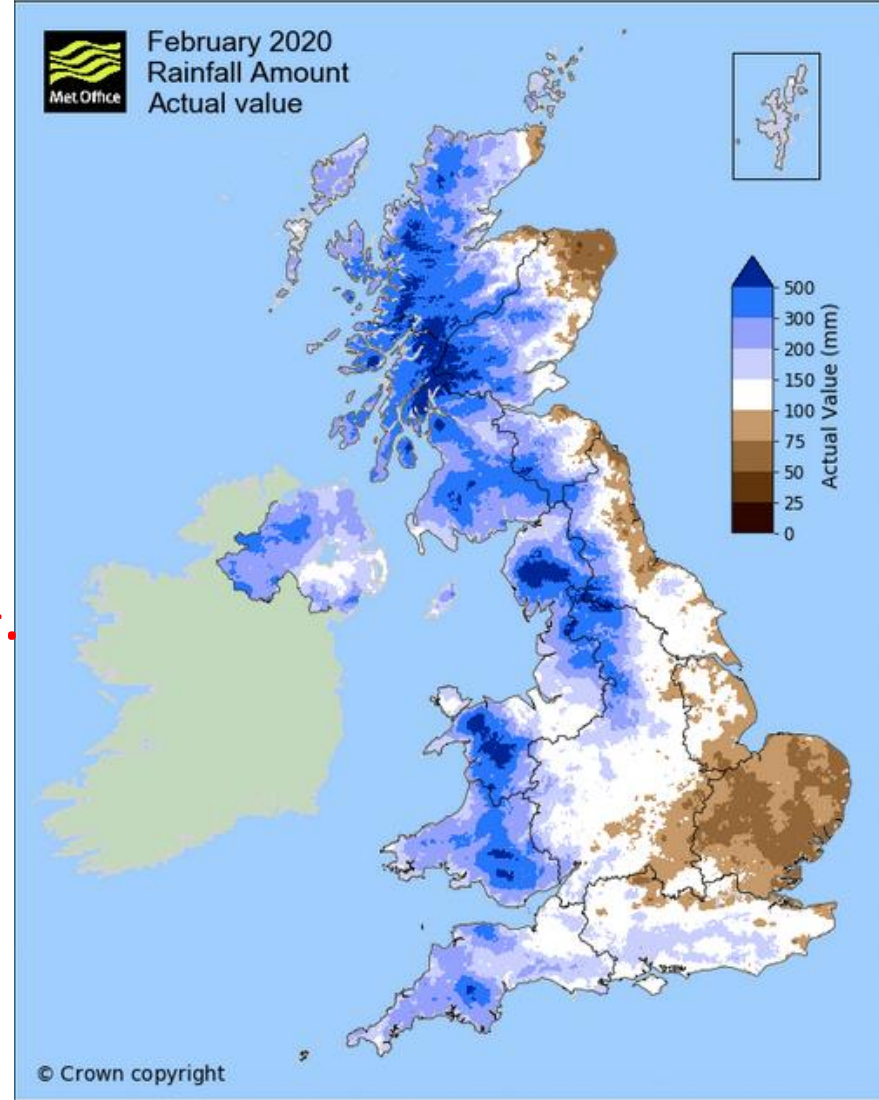 Met Office
February 2020
Rainfall Amount
Actual value
500
300
200
150
100
75
50
25
0
Actual Value (mm)
© Crown copyright